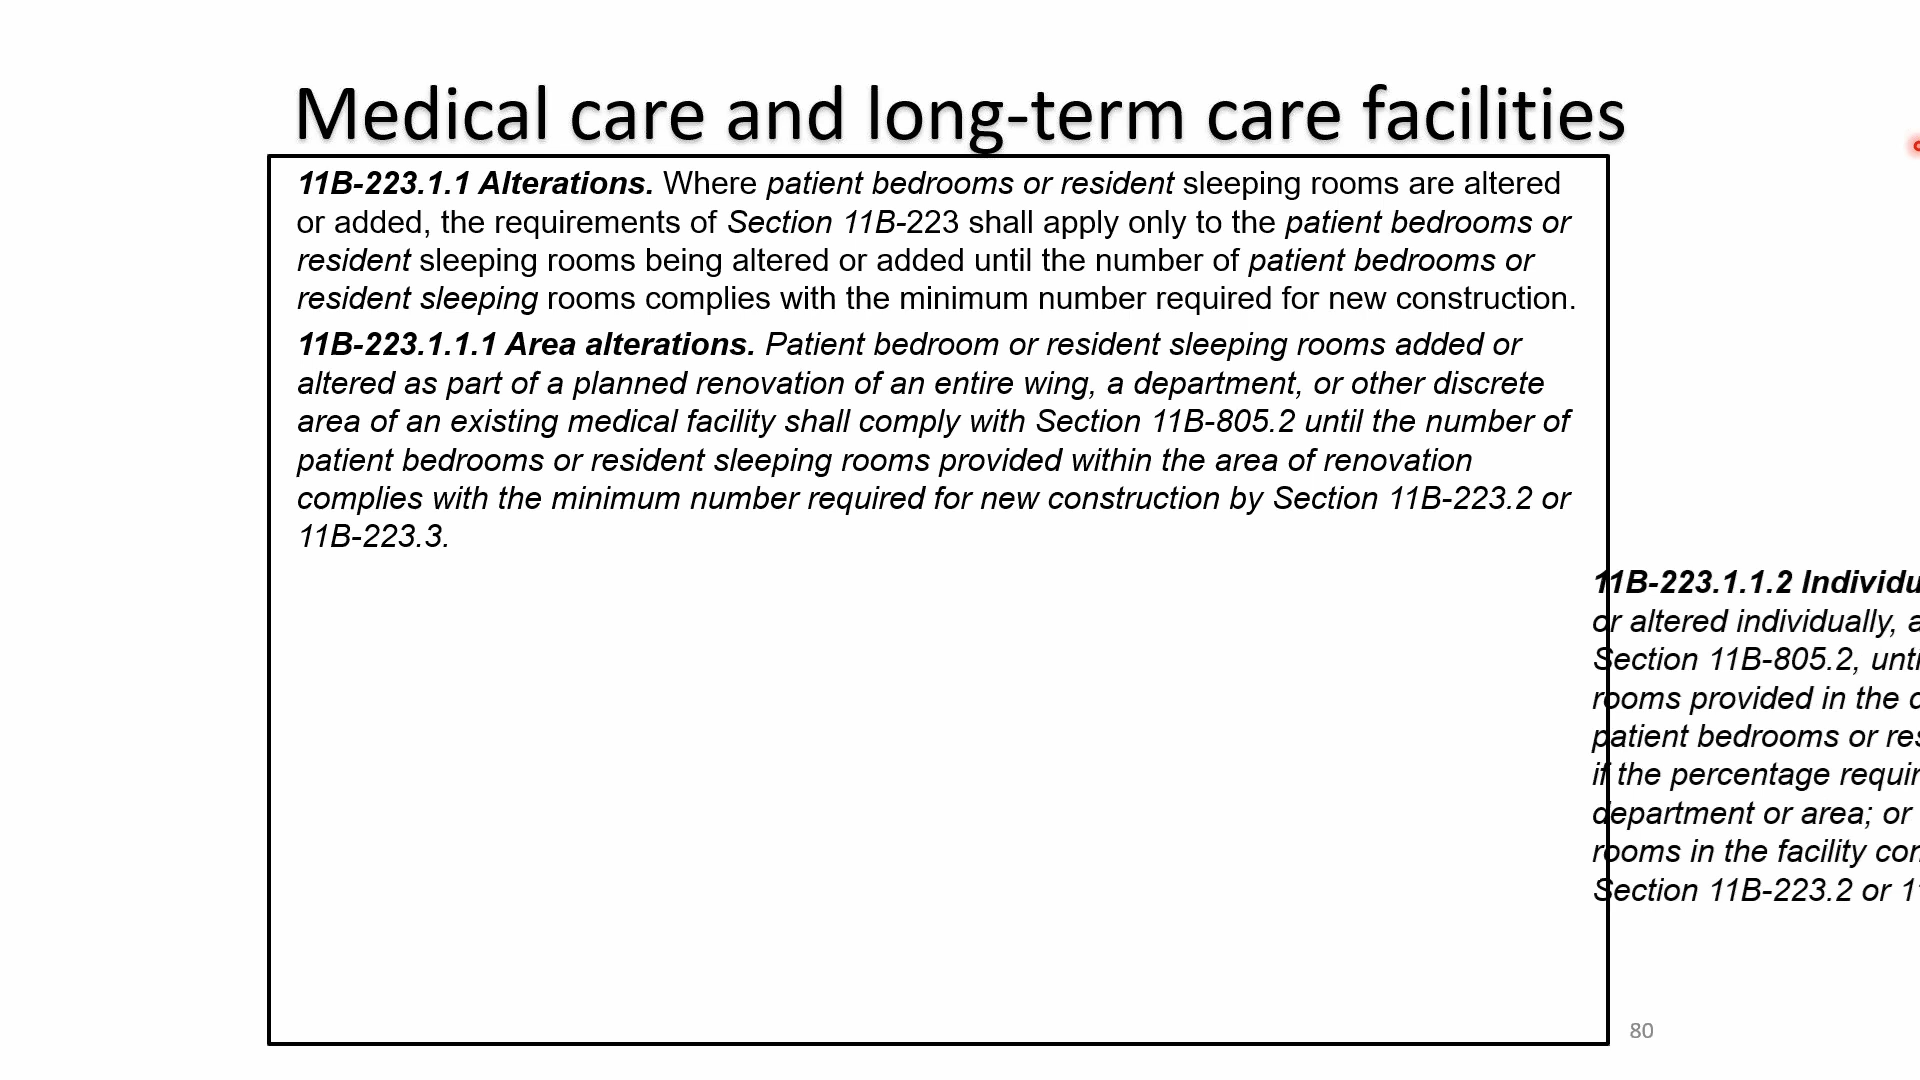 Medical care and long-term care facilities
11B-223.1.1 Alterations. Where patient bedrooms or resident sleeping rooms are altered
or added, the requirements of Section 11B-223 shall apply only to the patient bedrooms or
resident sleeping rooms being altered or added until the number of patient bedrooms or
resident sleeping rooms complies with the minimum number required for new construction.
11B-223.1.1.1 Area alterations. Patient bedroom or resident sleeping rooms added or
altered as part of a planned renovation of an entire wing, a department, or other discrete
area of an existing medical facility shall comply with Section 11B-805.2 until the number of
patient bedrooms or resident sleeping rooms provided within the area of renovation
complies with the minimum number required for new construction by Section 11B-223.2 or
11B-223.3.
11B-223.1.1.2
or altered individually,
Section 11B-805.2,
rooms provided in the
patient bedrooms or
if the percentage
department or area; or
rooms in the facility
Section 11B-223.2 or
80